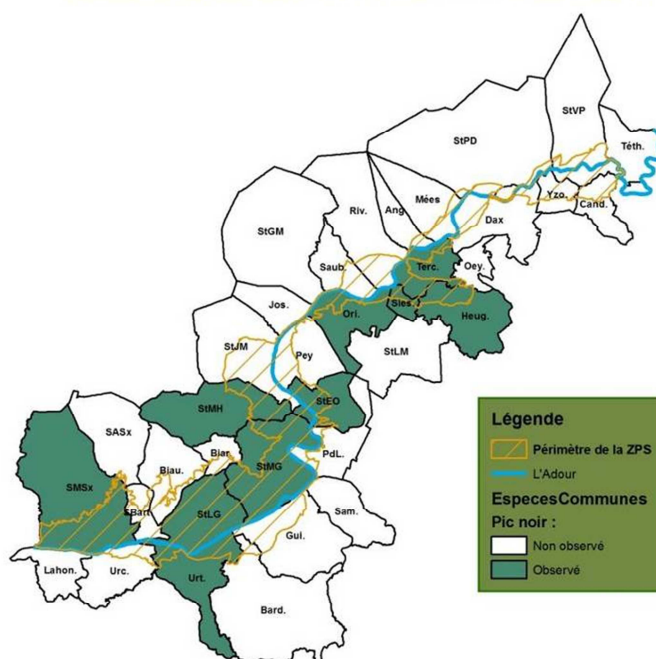 StVP
StPD
Téth.
Mées
Yzo.
Riv.
Ang
Cand.
Dax
StGM
Saub.
Terc.
Oey.
Jos.
Ori.
Sies.
Heug.
StJM
Pey
StLM
StEO
StMH
SASx
Biar
PdL.
Biau.
StMG
SMSx
SBart
StLG
Sam.
Gui.
Lahon.
Urc.
Urt.
Bard.
Légende
Périmètre de la ZPS
L'Adour
EspecesCommunes
Pic noir :
Non observé
Observé